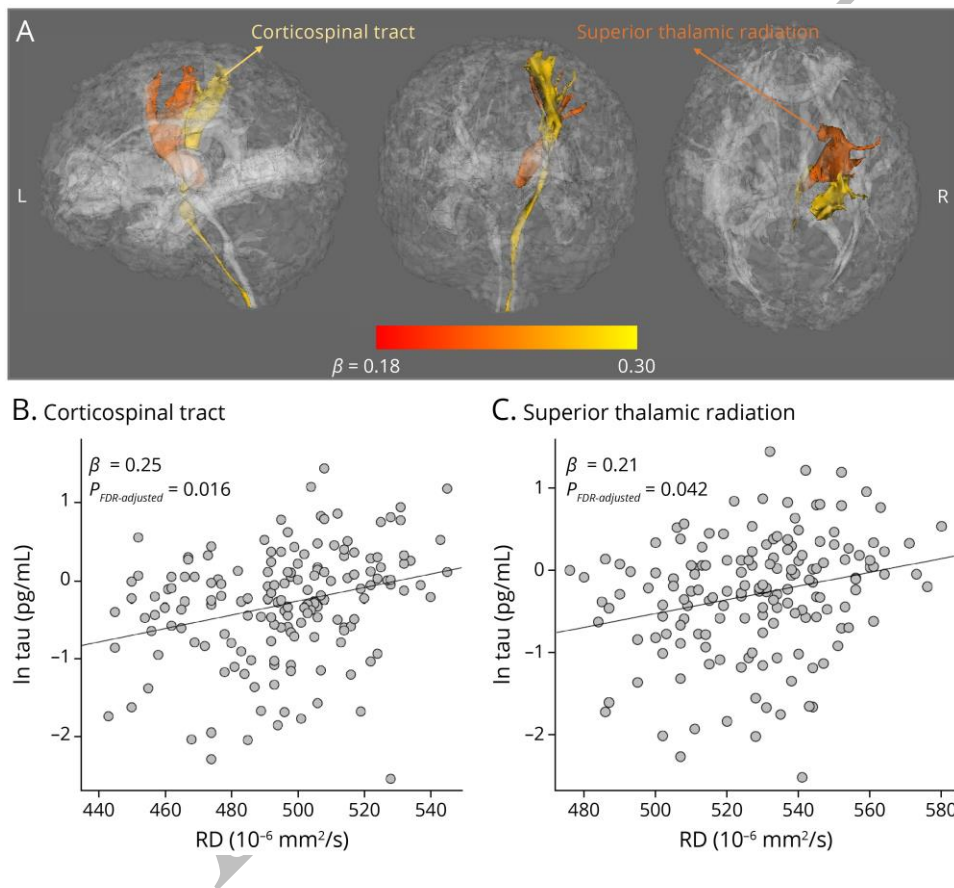 A
Corticospinal tract
Superior thalamic radiation
L
R
β = 0.18
0.30
B. Corticospinal tract
β = 0.25
P FDR-adjusted = 0.016
ln tau (pg/mL)
1
0
−1
−2
440 460 480 500 520 540
RD (10⁻⁶ mm²/s)
C. Superior thalamic radiation
β = 0.21
P FDR-adjusted = 0.042
ln tau (pg/mL)
1
0
−1
−2
480 500 520 540 560 580
RD (10⁻⁶ mm²/s)